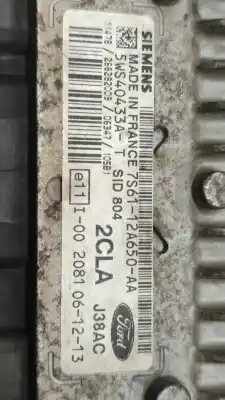 SIEMENS
MADE IN FRANCE 7S61-12A650-AA
5WS40433A-T SID 804
2CLA J38AC
Ford
e11 I-00 2081 06-12-13